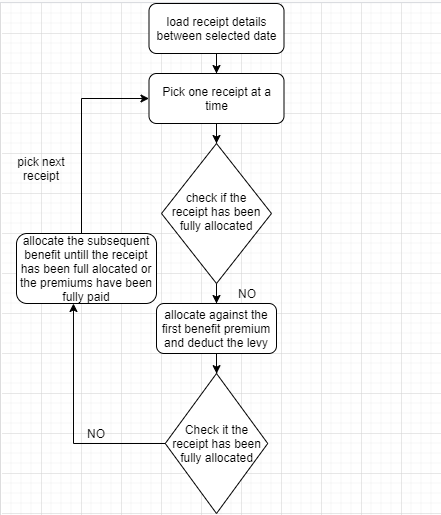 load receipt details
between selected date
Pick one receipt at a
time
pick next
receipt
check if the
receipt has been
fully allocated
allocate the subsequent
benefit untill the receipt
has been full alocated or
the premiums have been
fully paid
NO
allocate against the
first benefit premium
and deduct the levy
NO
Check it the
receipt has been
fully allocated